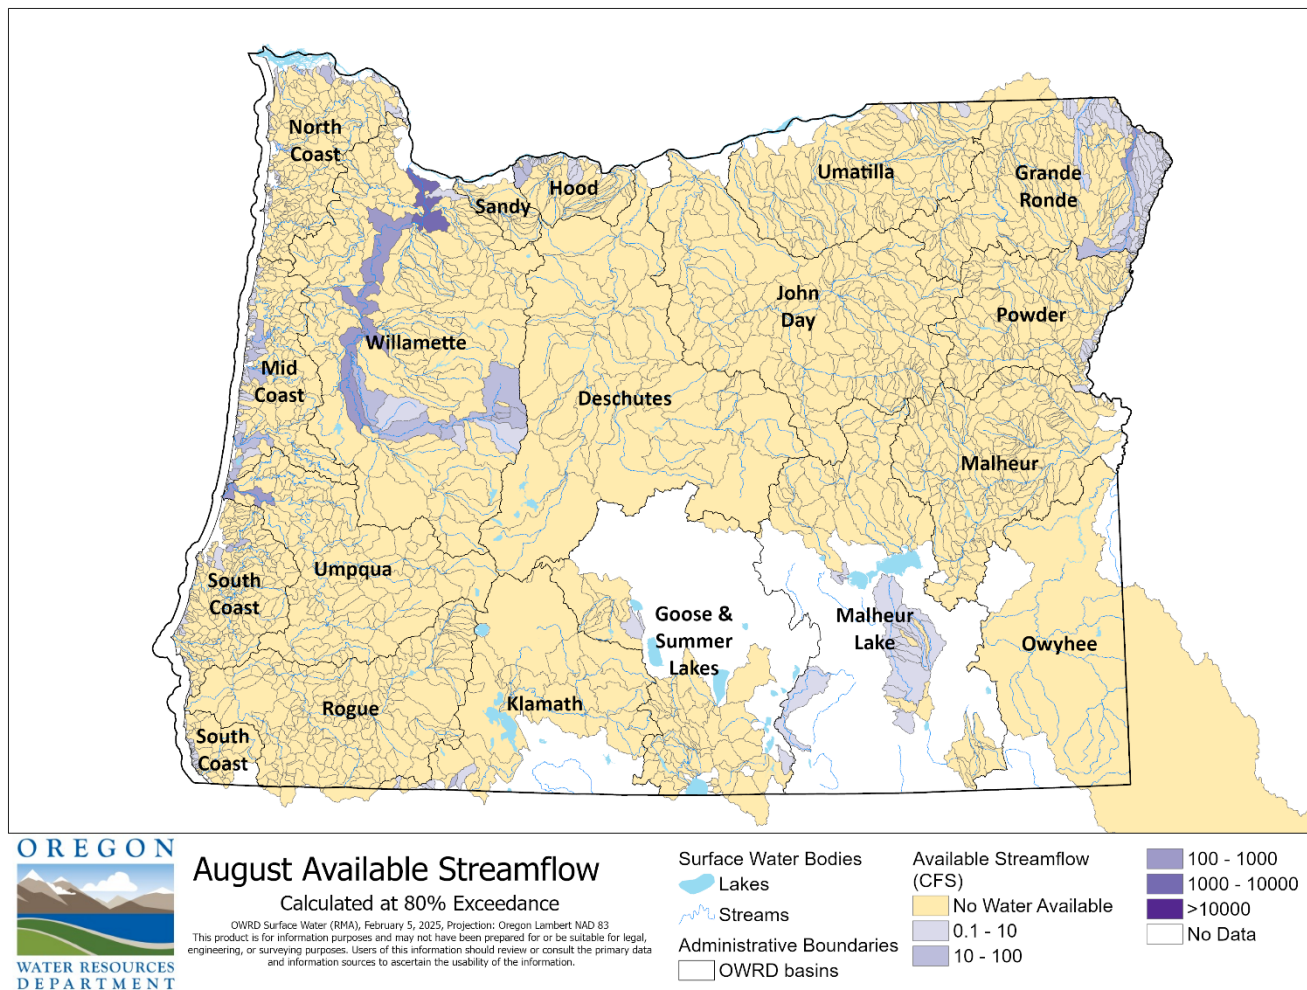 North
Coast
Umatilla
Grande
Ronde
Hood
Sandy
John
Day
Powder
Willamette
Mid
Coast
Deschutes
Malheur
Umpqua
South
Coast
Goose &
Summer
Lakes
Malheur
Lake
Owyhee
Rogue
Klamath
South
Coast
OREGON
WATER RESOURCES
DEPARTMENT
August Available Streamflow
Calculated at 80% Exceedance
OWRD Surface Water (RMA), February 5, 2025, Projection: Oregon Lambert NAD 83
This product is for information purposes and may not have been prepared for or be suitable for legal,
engineering, or surveying purposes. Users of this information should review or consult the primary data
and information sources to ascertain the usability of the information.
Surface Water Bodies
Lakes
Streams
Administrative Boundaries
OWRD basins
Available Streamflow
(CFS)
No Water Available
0.1 - 10
10 - 100
100 - 1000
1000 - 10000
>10000
No Data